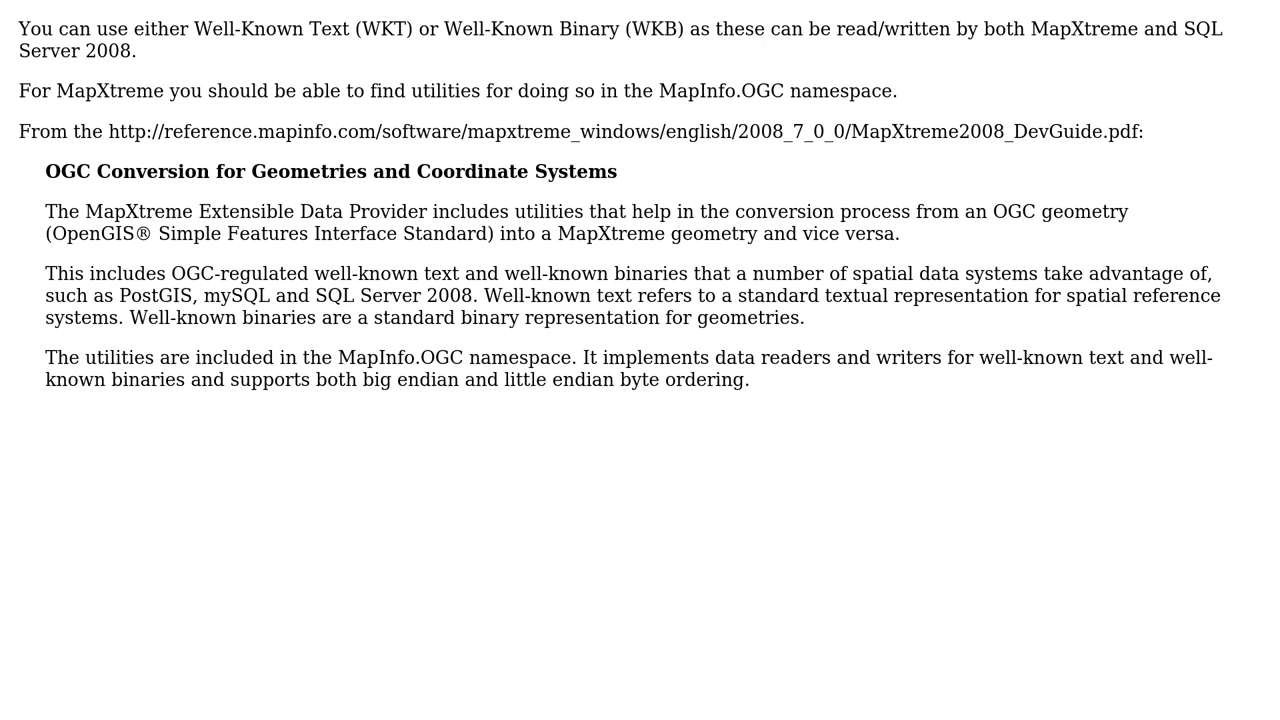 You can use either Well-Known Text (WKT) or Well-Known Binary (WKB) as these can be read/written by both MapXtreme and SQL
Server 2008.
For MapXtreme you should be able to find utilities for doing so in the MapInfo.OGC namespace.
From the http://reference.mapinfo.com/software/mapxtreme_windows/english/2008_7_0_0/MapXtreme2008_DevGuide.pdf:
OGC Conversion for Geometries and Coordinate Systems
The MapXtreme Extensible Data Provider includes utilities that help in the conversion process from an OGC geometry
(OpenGIS® Simple Features Interface Standard) into a MapXtreme geometry and vice versa.
This includes OGC-regulated well-known text and well-known binaries that a number of spatial data systems take advantage of,
such as PostGIS, mySQL and SQL Server 2008. Well-known text refers to a standard textual representation for spatial reference
systems. Well-known binaries are a standard binary representation for geometries.
The utilities are included in the MapInfo.OGC namespace. It implements data readers and writers for well-known text and well-
known binaries and supports both big endian and little endian byte ordering.